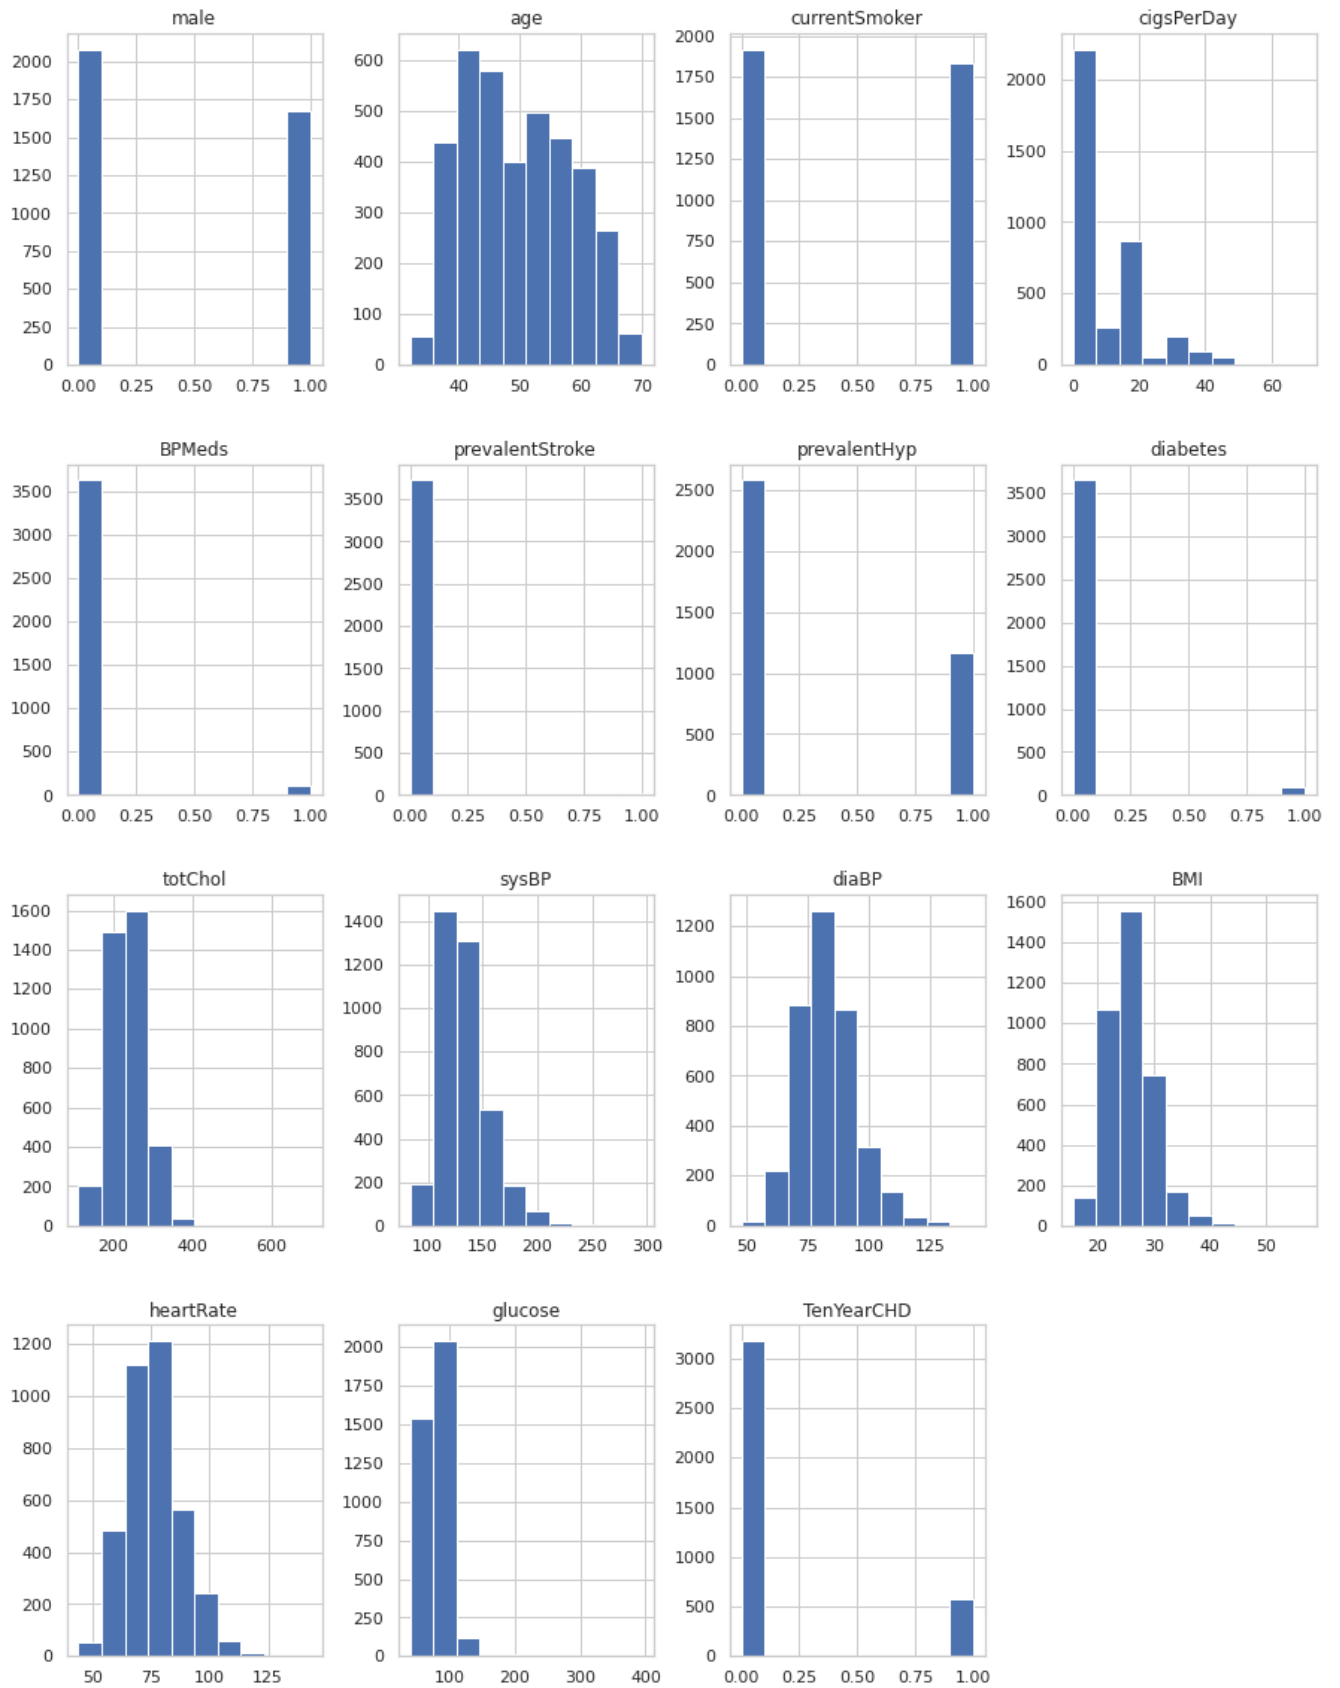 male age currentSmoker cigsPerDay
2000 1750 1500 1250 1000 750 500 250 0
0.00 0.25 0.50 0.75 1.00
600 500 400 300 200 100 0
40 50 60 70
2000 1750 1500 1250 1000 750 500 250 0
0.00 0.25 0.50 0.75 1.00
2000 1500 1000 500 0
0 20 40 60
BPMeds prevalentStroke prevalentHyp diabetes
3500 3000 2500 2000 1500 1000 500 0
0.00 0.25 0.50 0.75 1.00
3500 3000 2500 2000 1500 1000 500 0
0.00 0.25 0.50 0.75 1.00
2500 2000 1500 1000 500 0
0.00 0.25 0.50 0.75 1.00
3500 3000 2500 2000 1500 1000 500 0
0.00 0.25 0.50 0.75 1.00
totChol sysBP diaBP BMI
1600 1400 1200 1000 800 600 400 200 0
200 400 600
1400 1200 1000 800 600 400 200 0
100 150 200 250 300
1200 1000 800 600 400 200 0
50 75 100 125
1600 1400 1200 1000 800 600 400 200 0
20 30 40 50
heartRate glucose TenYearCHD
1200 1000 800 600 400 200 0
50 75 100 125
2000 1750 1500 1250 1000 750 500 250 0
100 200 300 400
3000 2500 2000 1500 1000 500 0
0.00 0.25 0.50 0.75 1.00